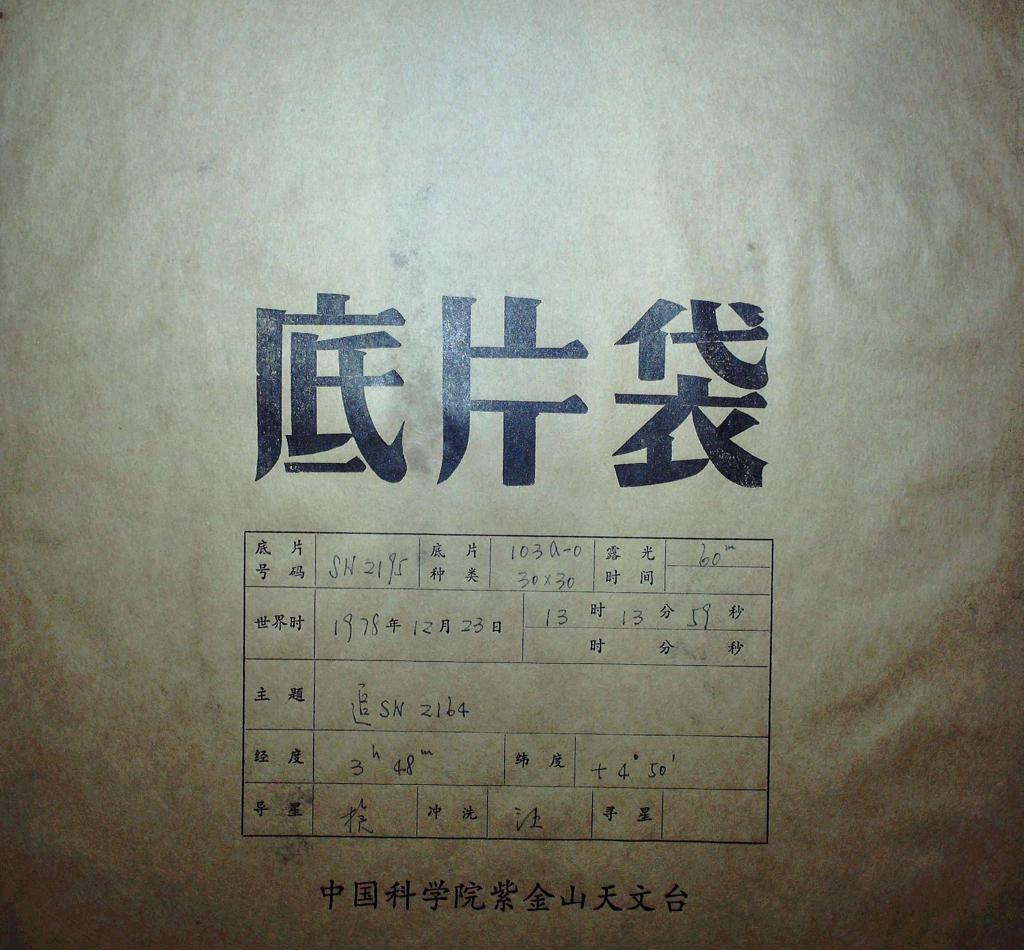 底片袋
底片号码 SN 2195 底片种类 103a-O 30×30 露光时间 60ᵐ
世界时 1978年12月23日 13时13分59秒
时 分 秒
主题 追SN 2164
经度 3ʰ 48ᵐ 纬度 +4° 50′
导星 冲洗 汪 寻星
中国科学院紫金山天文台